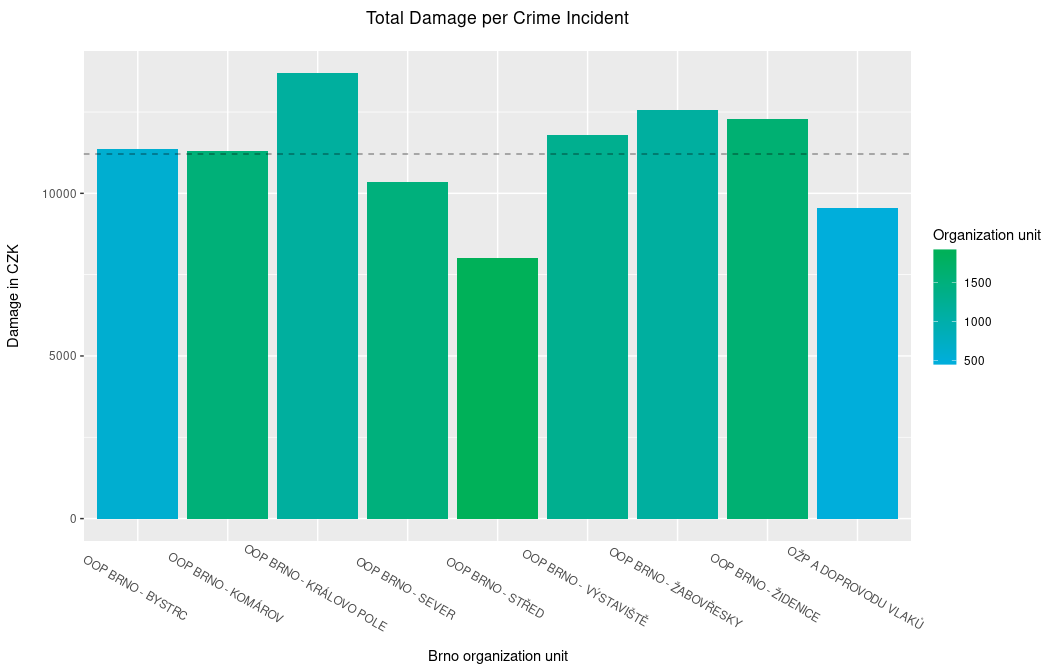 Total Damage per Crime Incident
Damage in CZK
10000
5000
0
OOP BRNO - BYSTRC
OOP BRNO - KOMÁROV
OOP BRNO - KRÁLOVO POLE
OOP BRNO - SEVER
OOP BRNO - STŘED
OOP BRNO - VÝSTAVIŠTĚ
OOP BRNO - ŽABOVŘESKY
OOP BRNO - ŽIDENICE
OŽP A DOPROVODU VLAKŮ
Brno organization unit
Organization unit
1500
1000
500